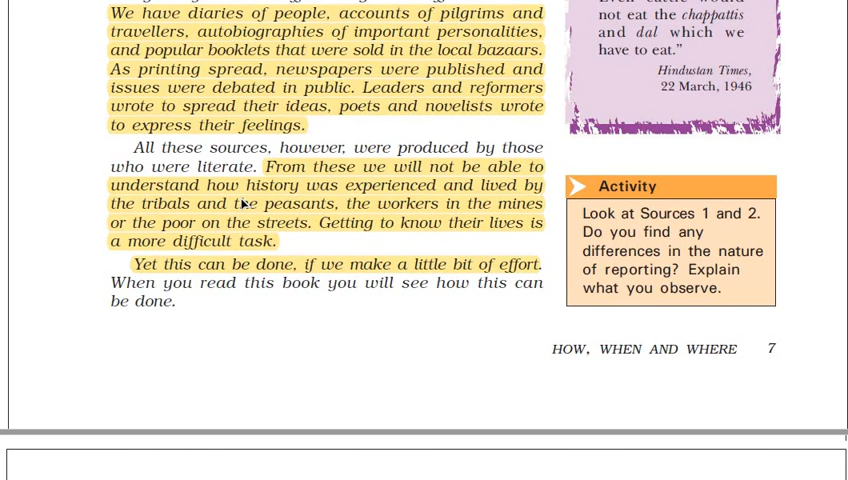 We have diaries of people, accounts of pilgrims and
travellers, autobiographies of important personalities,
and popular booklets that were sold in the local bazaars.
As printing spread, newspapers were published and
issues were debated in public. Leaders and reformers
wrote to spread their ideas, poets and novelists wrote
to express their feelings.
All these sources, however, were produced by those
who were literate. From these we will not be able to
understand how history was experienced and lived by
the tribals and the peasants, the workers in the mines
or the poor on the streets. Getting to know their lives is
a more difficult task.
Yet this can be done, if we make a little bit of effort.
When you read this book you will see how this can
be done.
not eat the chappattis
and dal which we
have to eat.”
Hindustan Times,
22 March, 1946
Activity
Look at Sources 1 and 2.
Do you find any
differences in the nature
of reporting? Explain
what you observe.
HOW, WHEN AND WHERE 7